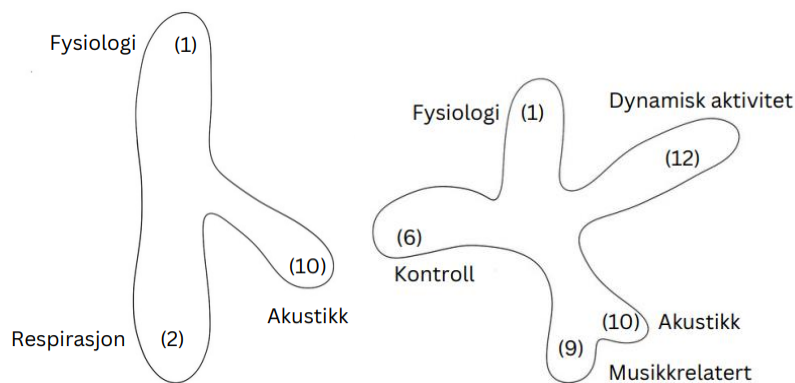 Fysiologi (1)
(10)
Akustikk
Respirasjon (2)
Fysiologi (1)
Dynamisk aktivitet
(12)
(6)
Kontroll
(10) Akustikk
(9)
Musikkrelatert